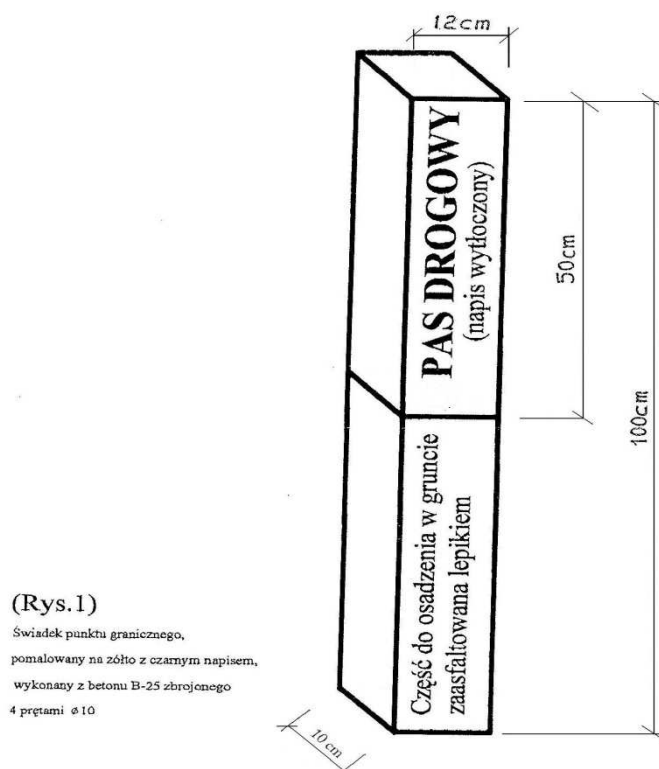 12cm
PAS DROGOWY
(napis wytłoczony)
50cm
100cm
Część do osadzenia w gruncie
zaasfaltowana lepikiem
(Rys.1)
Świadek punktu granicznego,
pomalowany na żółto z czarnym napisem,
wykonany z betonu B-25 zbrojonego
4 prętami ø10
10 cm